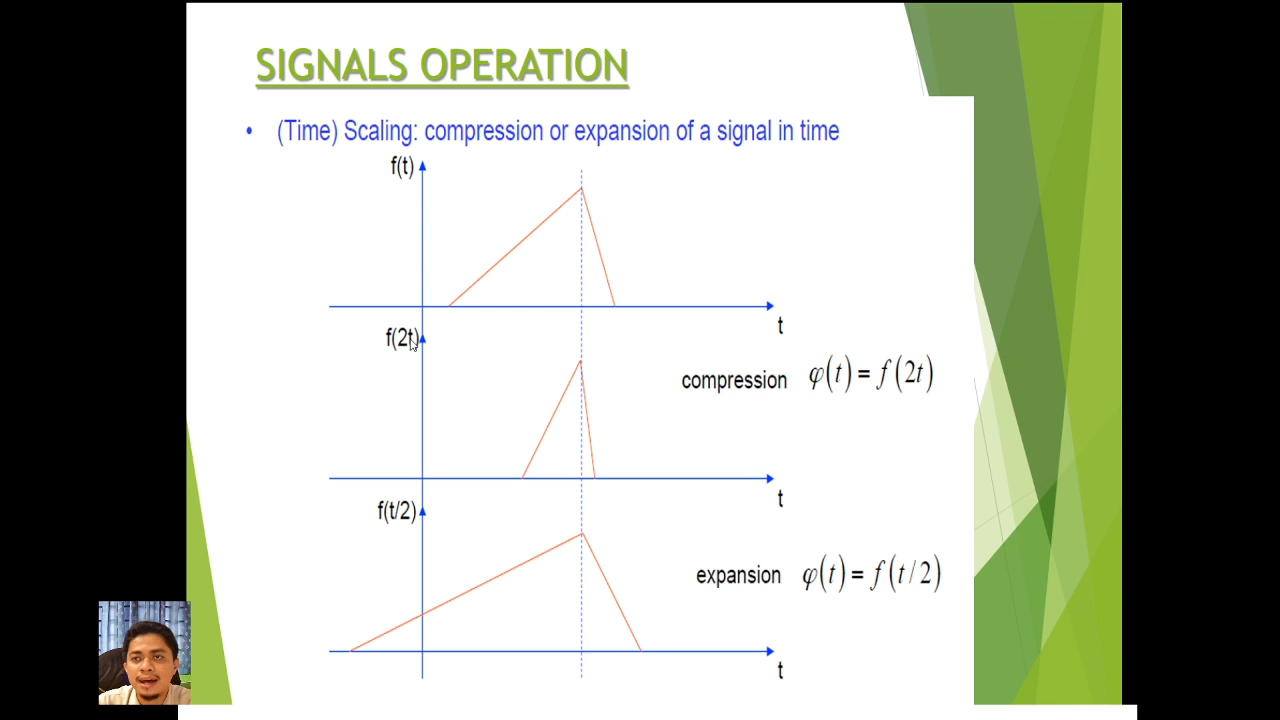 SIGNALS OPERATION
• (Time) Scaling: compression or expansion of a signal in time
f(t)
t
f(2t)
compression φ(t) = f(2t)
t
f(t/2)
expansion φ(t) = f(t/2)
t